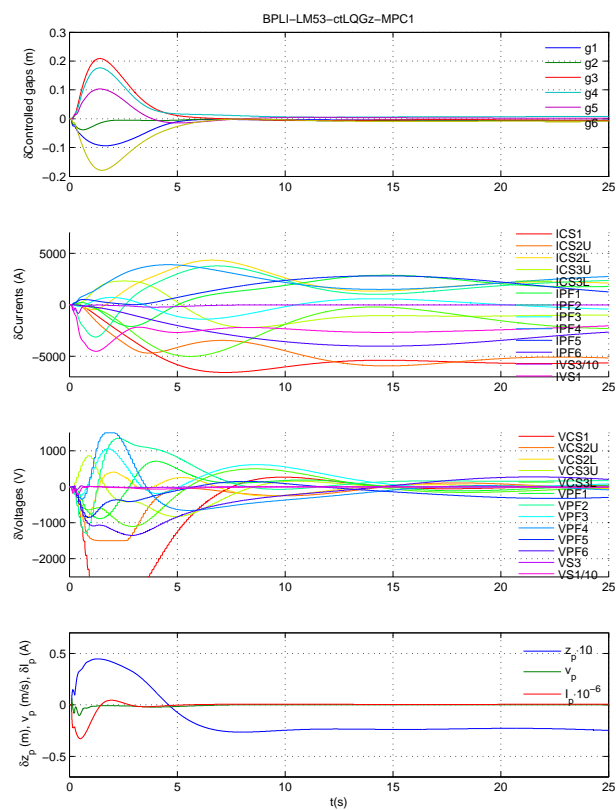 BPLI−LM53−ctLQGz−MPC1
δControlled gaps (m)
0.3
0.2
0.1
0
−0.1
−0.2
0
5
10
15
20
25
g1
g2
g3
g4
g5
g6
δCurrents (A)
5000
0
−5000
0
5
10
15
20
25
ICS1
ICS2U
ICS2L
ICS3U
ICS3L
IPF1
IPF2
IPF3
IPF4
IPF5
IPF6
IVS3/10
IVS1
δVoltages (V)
1000
0
−1000
−2000
0
5
10
15
20
25
VCS1
VCS2U
VCS2L
VCS3U
VCS3L
VPF1
VPF2
VPF3
VPF4
VPF5
VPF6
VS3
VS1/10
δz_p (m), v_p (m/s), δI_p (A)
0.5
0
−0.5
0
5
10
15
20
25
z_p⋅10
v_p
I_p⋅10^−6
t(s)